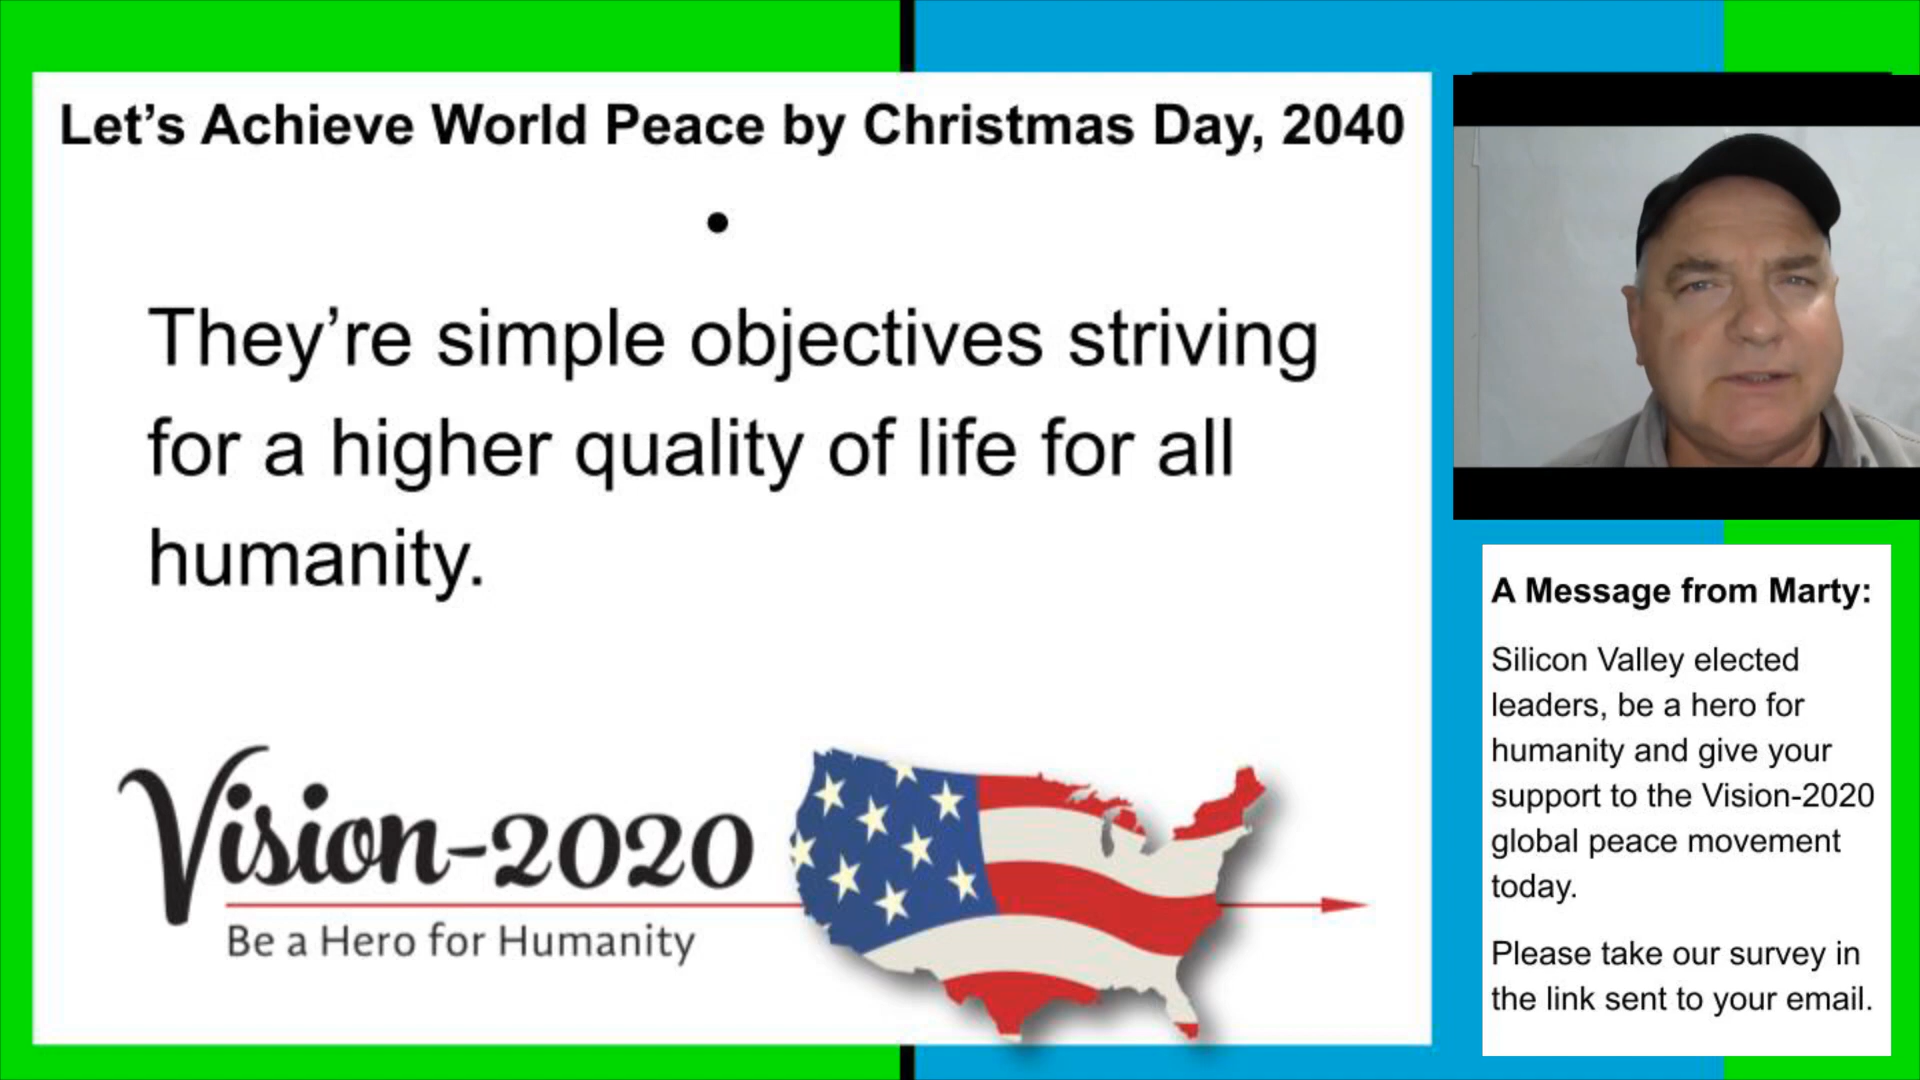 Let’s Achieve World Peace by Christmas Day, 2040
•
They’re simple objectives striving
for a higher quality of life for all
humanity.
Vision-2020
Be a Hero for Humanity
A Message from Marty:
Silicon Valley elected
leaders, be a hero for
humanity and give your
support to the Vision-2020
global peace movement
today.
Please take our survey in
the link sent to your email.